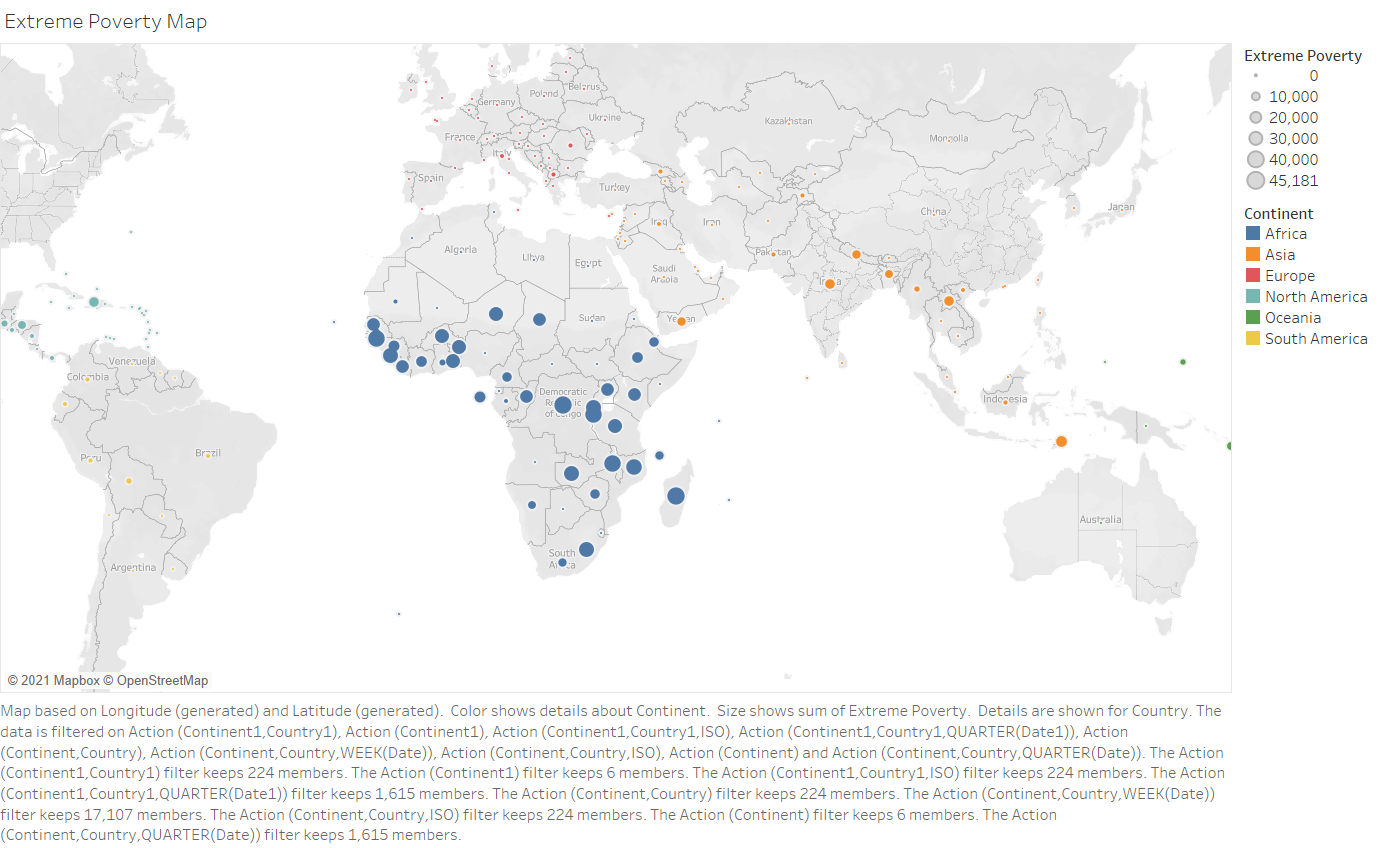 Extreme Poverty Map
Extreme Poverty
0
10,000
20,000
30,000
40,000
45,181
Continent
Africa
Asia
Europe
North America
Oceania
South America
Poland
Belarus
Germany
Ukraine
France
Kazakhstan
Mongolia
Italy
Spain
Turkey
China
Japan
Iraq
Iran
Algeria
Libya
Egypt
Pakistan
Saudi
Arabia
India
Sudan
Yemen
Venezuela
Colombia
Democratic
Republic
of Congo
Indonesia
Peru
Brazil
Australia
South
Africa
Argentina
© 2021 Mapbox © OpenStreetMap
Map based on Longitude (generated) and Latitude (generated).  Color shows details about Continent.  Size shows sum of Extreme Poverty.  Details are shown for Country. The
data is filtered on Action (Continent1,Country1), Action (Continent1), Action (Continent1,Country1,ISO), Action (Continent1,Country1,QUARTER(Date1)), Action
(Continent,Country), Action (Continent,Country,WEEK(Date)), Action (Continent,Country,ISO), Action (Continent) and Action (Continent,Country,QUARTER(Date)). The Action
(Continent1,Country1) filter keeps 224 members. The Action (Continent1) filter keeps 6 members. The Action (Continent1,Country1,ISO) filter keeps 224 members. The Action
(Continent1,Country1,QUARTER(Date1)) filter keeps 1,615 members. The Action (Continent,Country) filter keeps 224 members. The Action (Continent,Country,WEEK(Date))
filter keeps 17,107 members. The Action (Continent,Country,ISO) filter keeps 224 members. The Action (Continent) filter keeps 6 members. The Action
(Continent,Country,QUARTER(Date)) filter keeps 1,615 members.